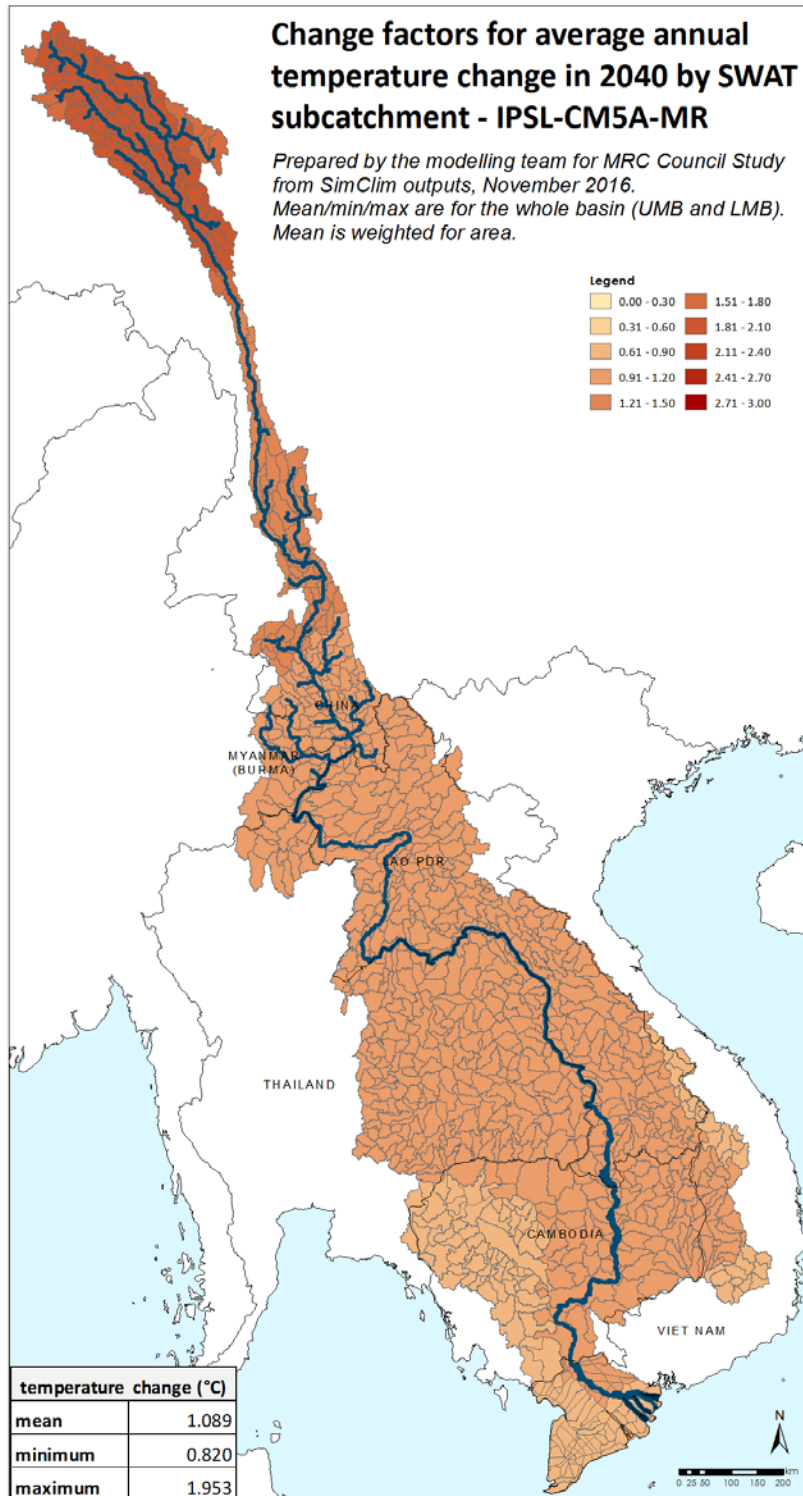 Change factors for average annual
temperature change in 2040 by SWAT
subcatchment - IPSL-CM5A-MR
Prepared by the modelling team for MRC Council Study
from SimClim outputs, November 2016.
Mean/min/max are for the whole basin (UMB and LMB).
Mean is weighted for area.
Legend
0.00 - 0.30 1.51 - 1.80
0.31 - 0.60 1.81 - 2.10
0.61 - 0.90 2.11 - 2.40
0.91 - 1.20 2.41 - 2.70
1.21 - 1.50 2.71 - 3.00
CHINA
MYANMAR
(BURMA)
LAO PDR
THAILAND
CAMBODIA
VIET NAM
temperature change (°C)
mean 1.089
minimum 0.820
maximum 1.953
N
km
0 25 50 100 150 200